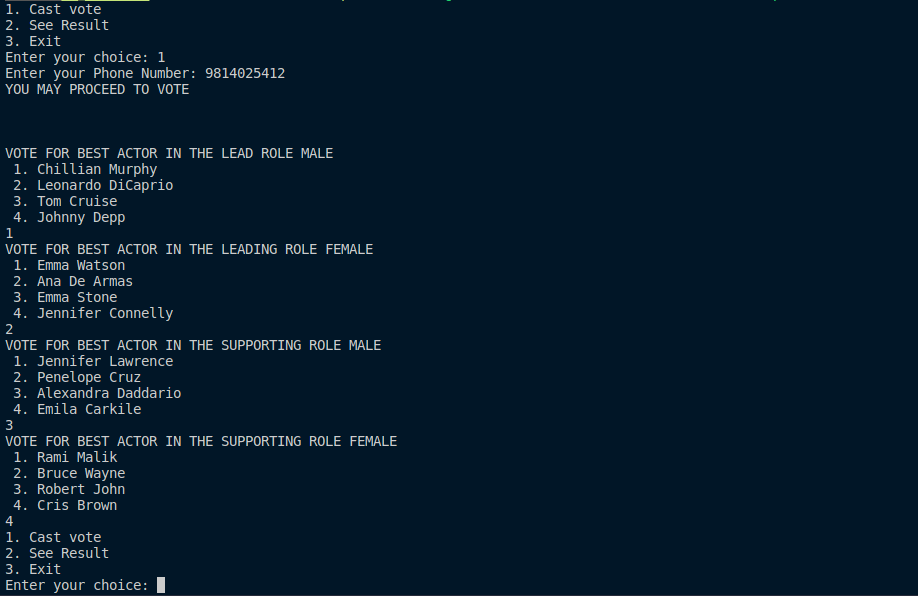 1. Cast vote
2. See Result
3. Exit
Enter your choice: 1
Enter your Phone Number: 9814025412
YOU MAY PROCEED TO VOTE
VOTE FOR BEST ACTOR IN THE LEAD ROLE MALE
1. Chillian Murphy
2. Leonardo DiCaprio
3. Tom Cruise
4. Johnny Depp
1
VOTE FOR BEST ACTOR IN THE LEADING ROLE FEMALE
1. Emma Watson
2. Ana De Armas
3. Emma Stone
4. Jennifer Connelly
2
VOTE FOR BEST ACTOR IN THE SUPPORTING ROLE MALE
1. Jennifer Lawrence
2. Penelope Cruz
3. Alexandra Daddario
4. Emila Carkile
3
VOTE FOR BEST ACTOR IN THE SUPPORTING ROLE FEMALE
1. Rami Malik
2. Bruce Wayne
3. Robert John
4. Cris Brown
4
1. Cast vote
2. See Result
3. Exit
Enter your choice: